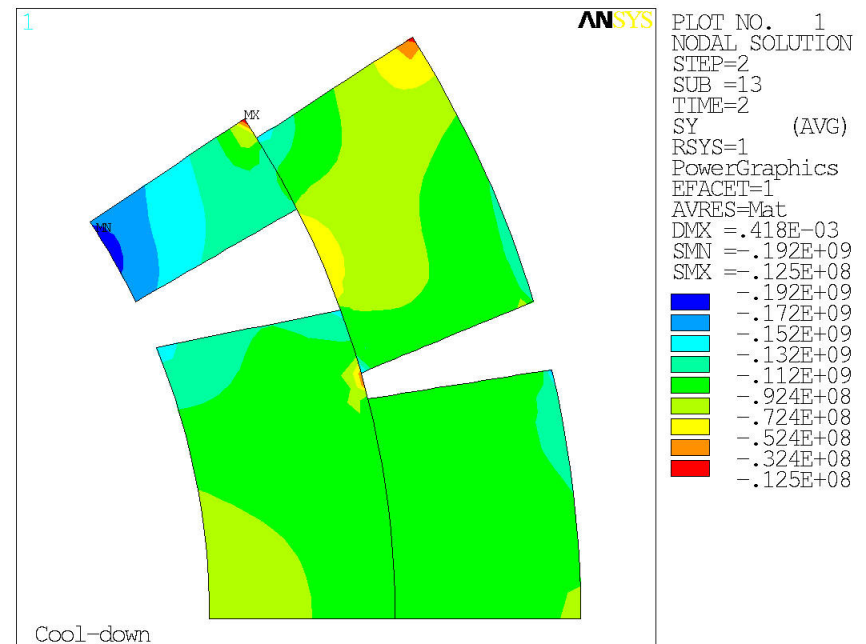 1
ANSYS
PLOT NO. 1
NODAL SOLUTION
STEP=2
SUB =13
TIME=2
SY (AVG)
RSYS=1
PowerGraphics
EFACET=1
AVRES=Mat
DMX =.418E-03
SMN =-.192E+09
SMX =-.125E+08
-.192E+09
-.172E+09
-.152E+09
-.132E+09
-.112E+09
-.924E+08
-.724E+08
-.524E+08
-.324E+08
-.125E+08
MX
MN
Cool-down